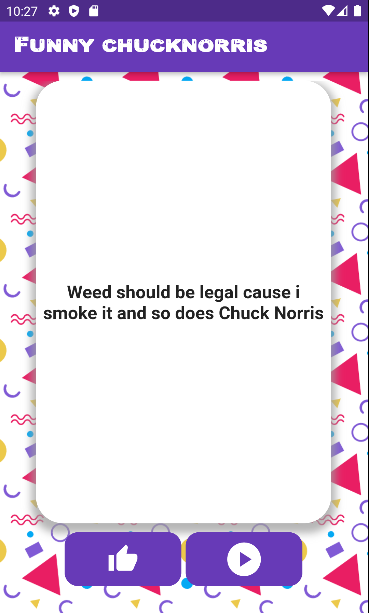 10:27
Funny chucknorris
Weed should be legal cause i
smoke it and so does Chuck Norris